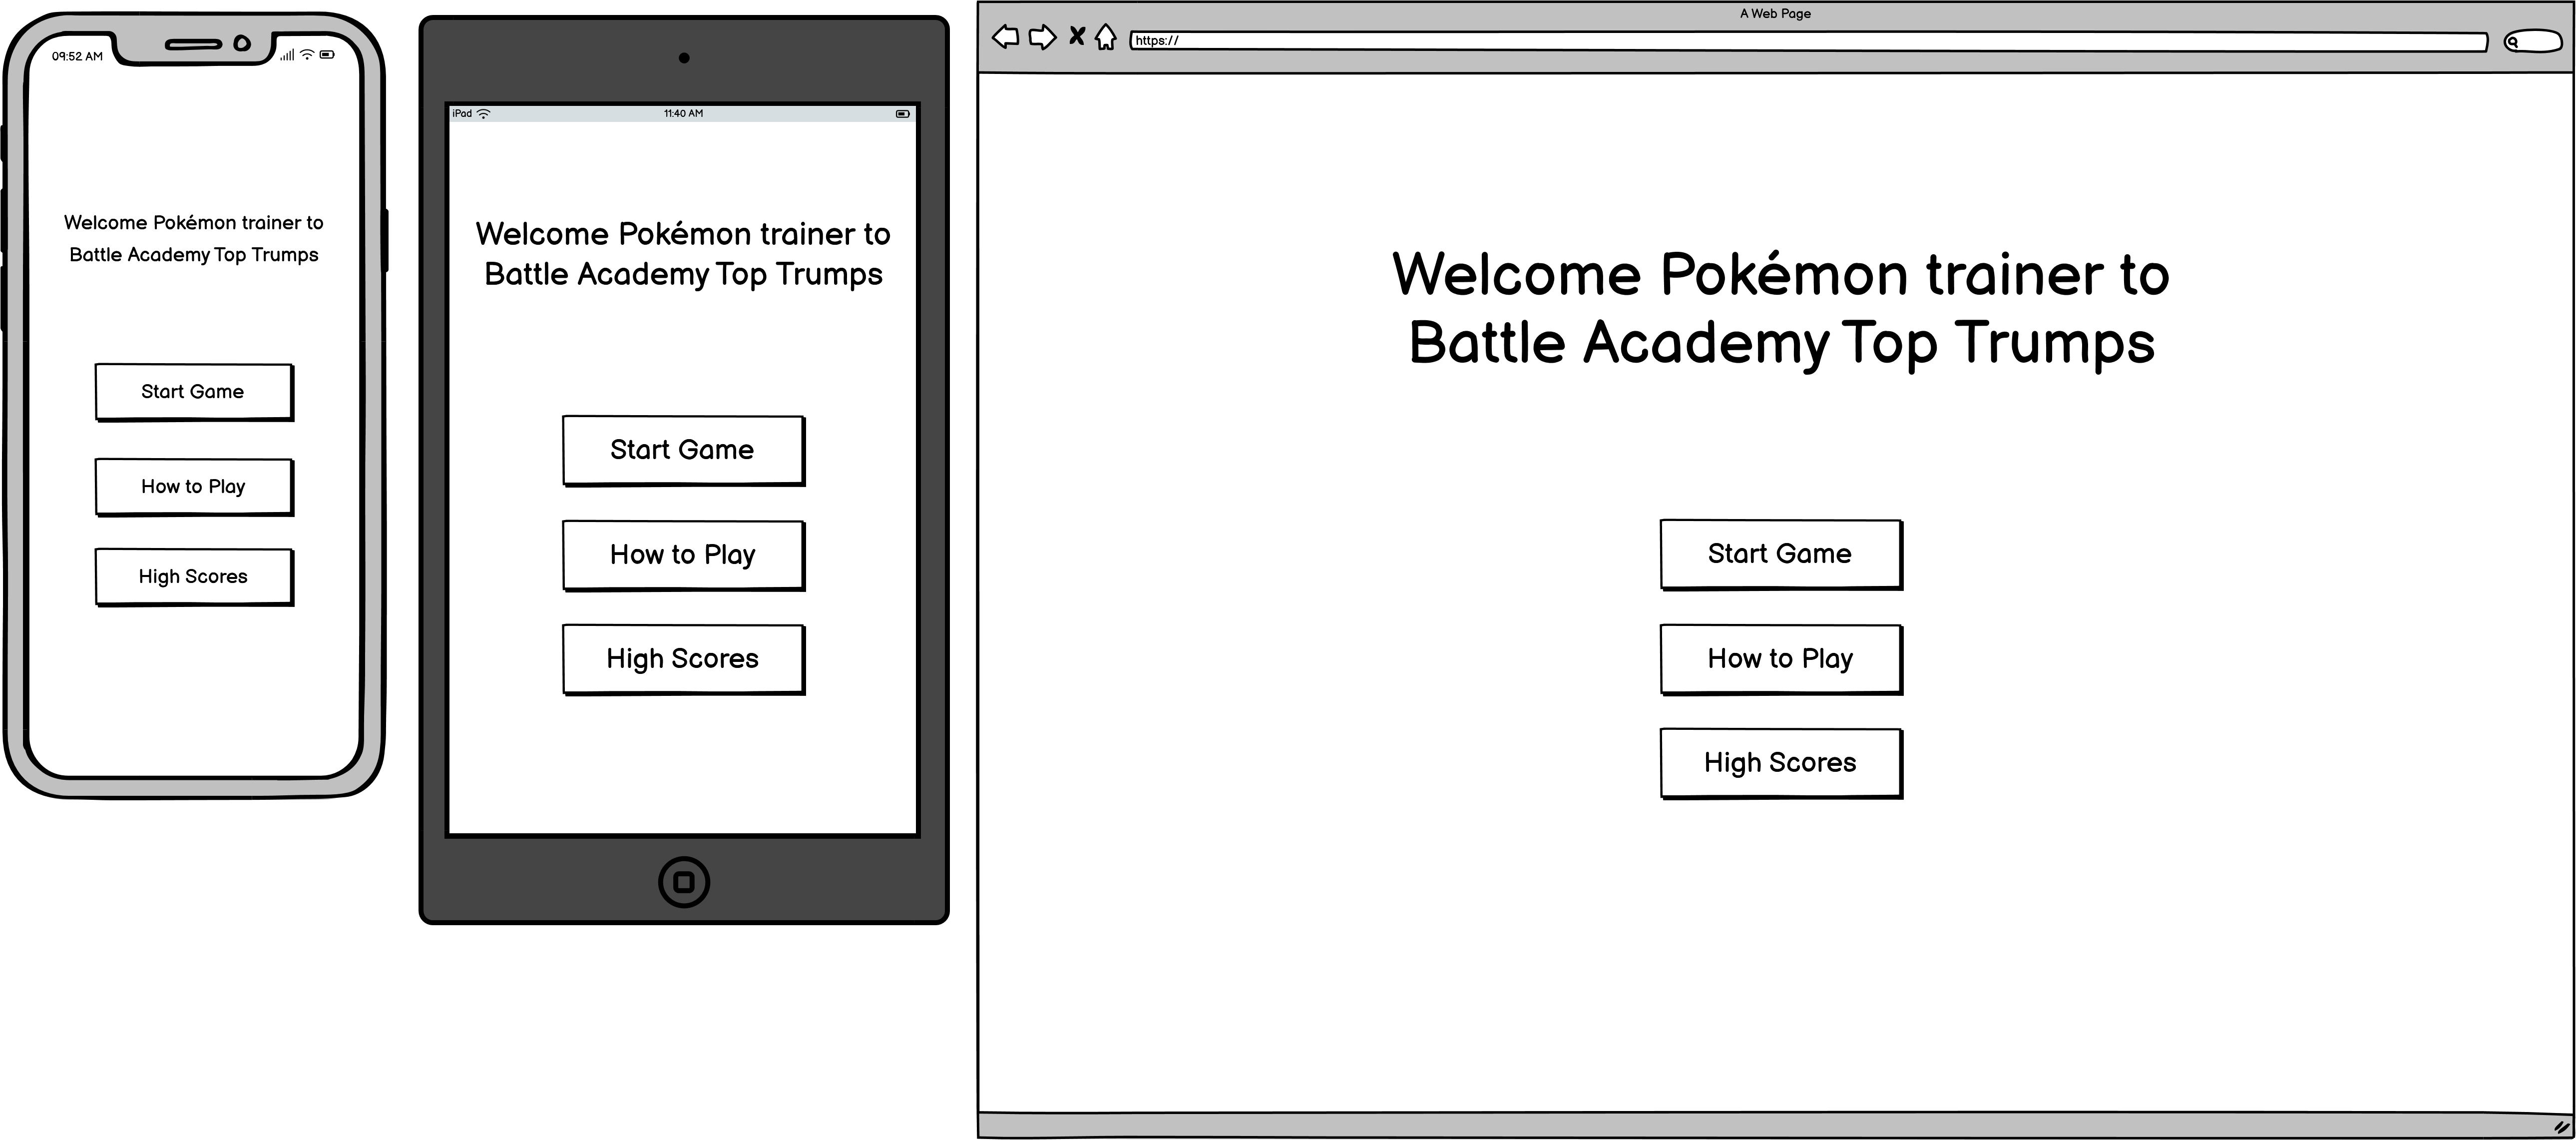 09:52 AM
Welcome Pokémon trainer to
Battle Academy Top Trumps
Start Game
How to Play
High Scores
iPad
11:40 AM
Welcome Pokémon trainer to
Battle Academy Top Trumps
Start Game
How to Play
High Scores
A Web Page
https://
Welcome Pokémon trainer to
Battle Academy Top Trumps
Start Game
How to Play
High Scores